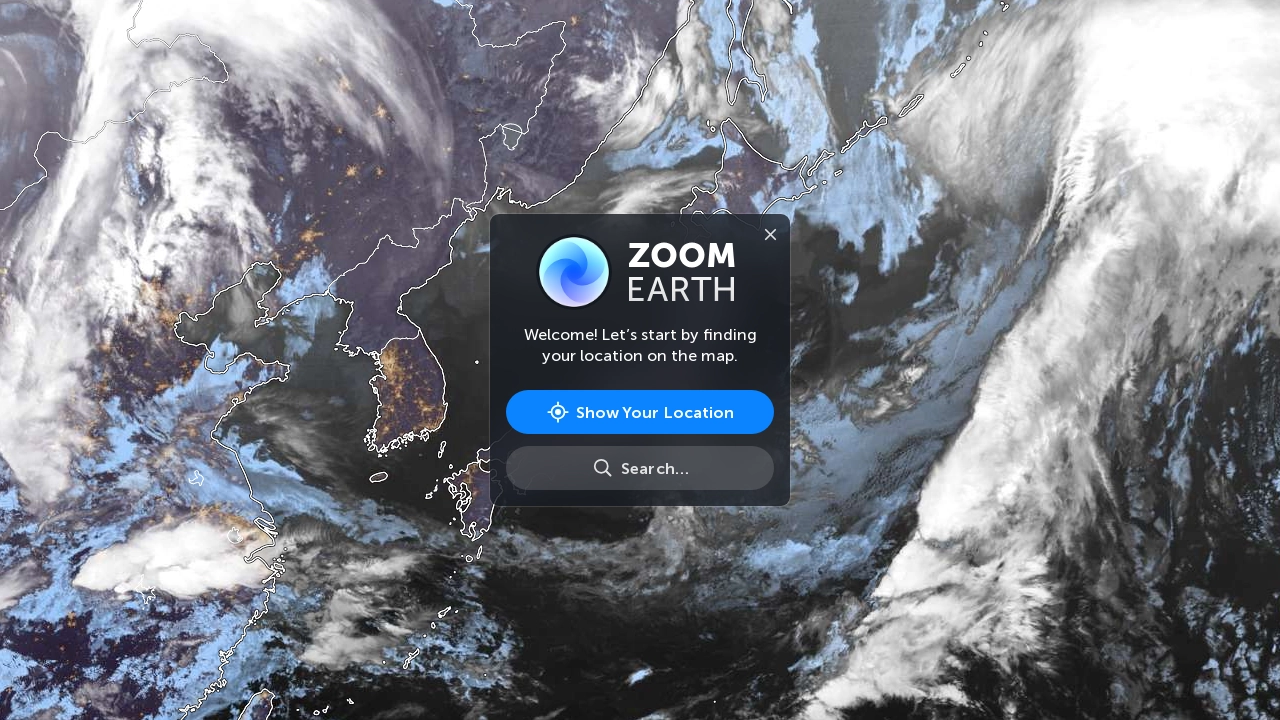 ZOOM
EARTH
Welcome! Let’s start by finding
your location on the map.
Show Your Location
Search...